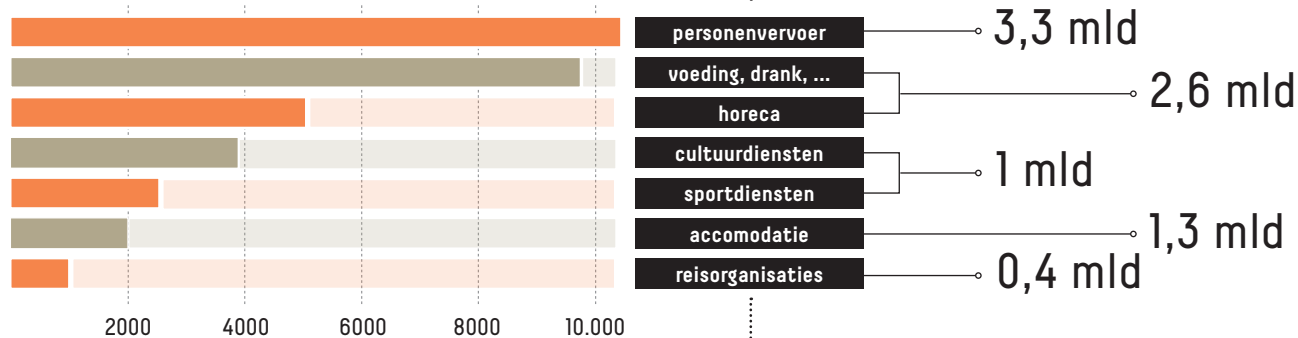 personenvervoer
3,3 mld
voeding, drank, ...
horeca
2,6 mld
cultuurdiensten
sportdiensten
1 mld
accomodatie
1,3 mld
reisorganisaties
0,4 mld
2000 4000 6000 8000 10.000